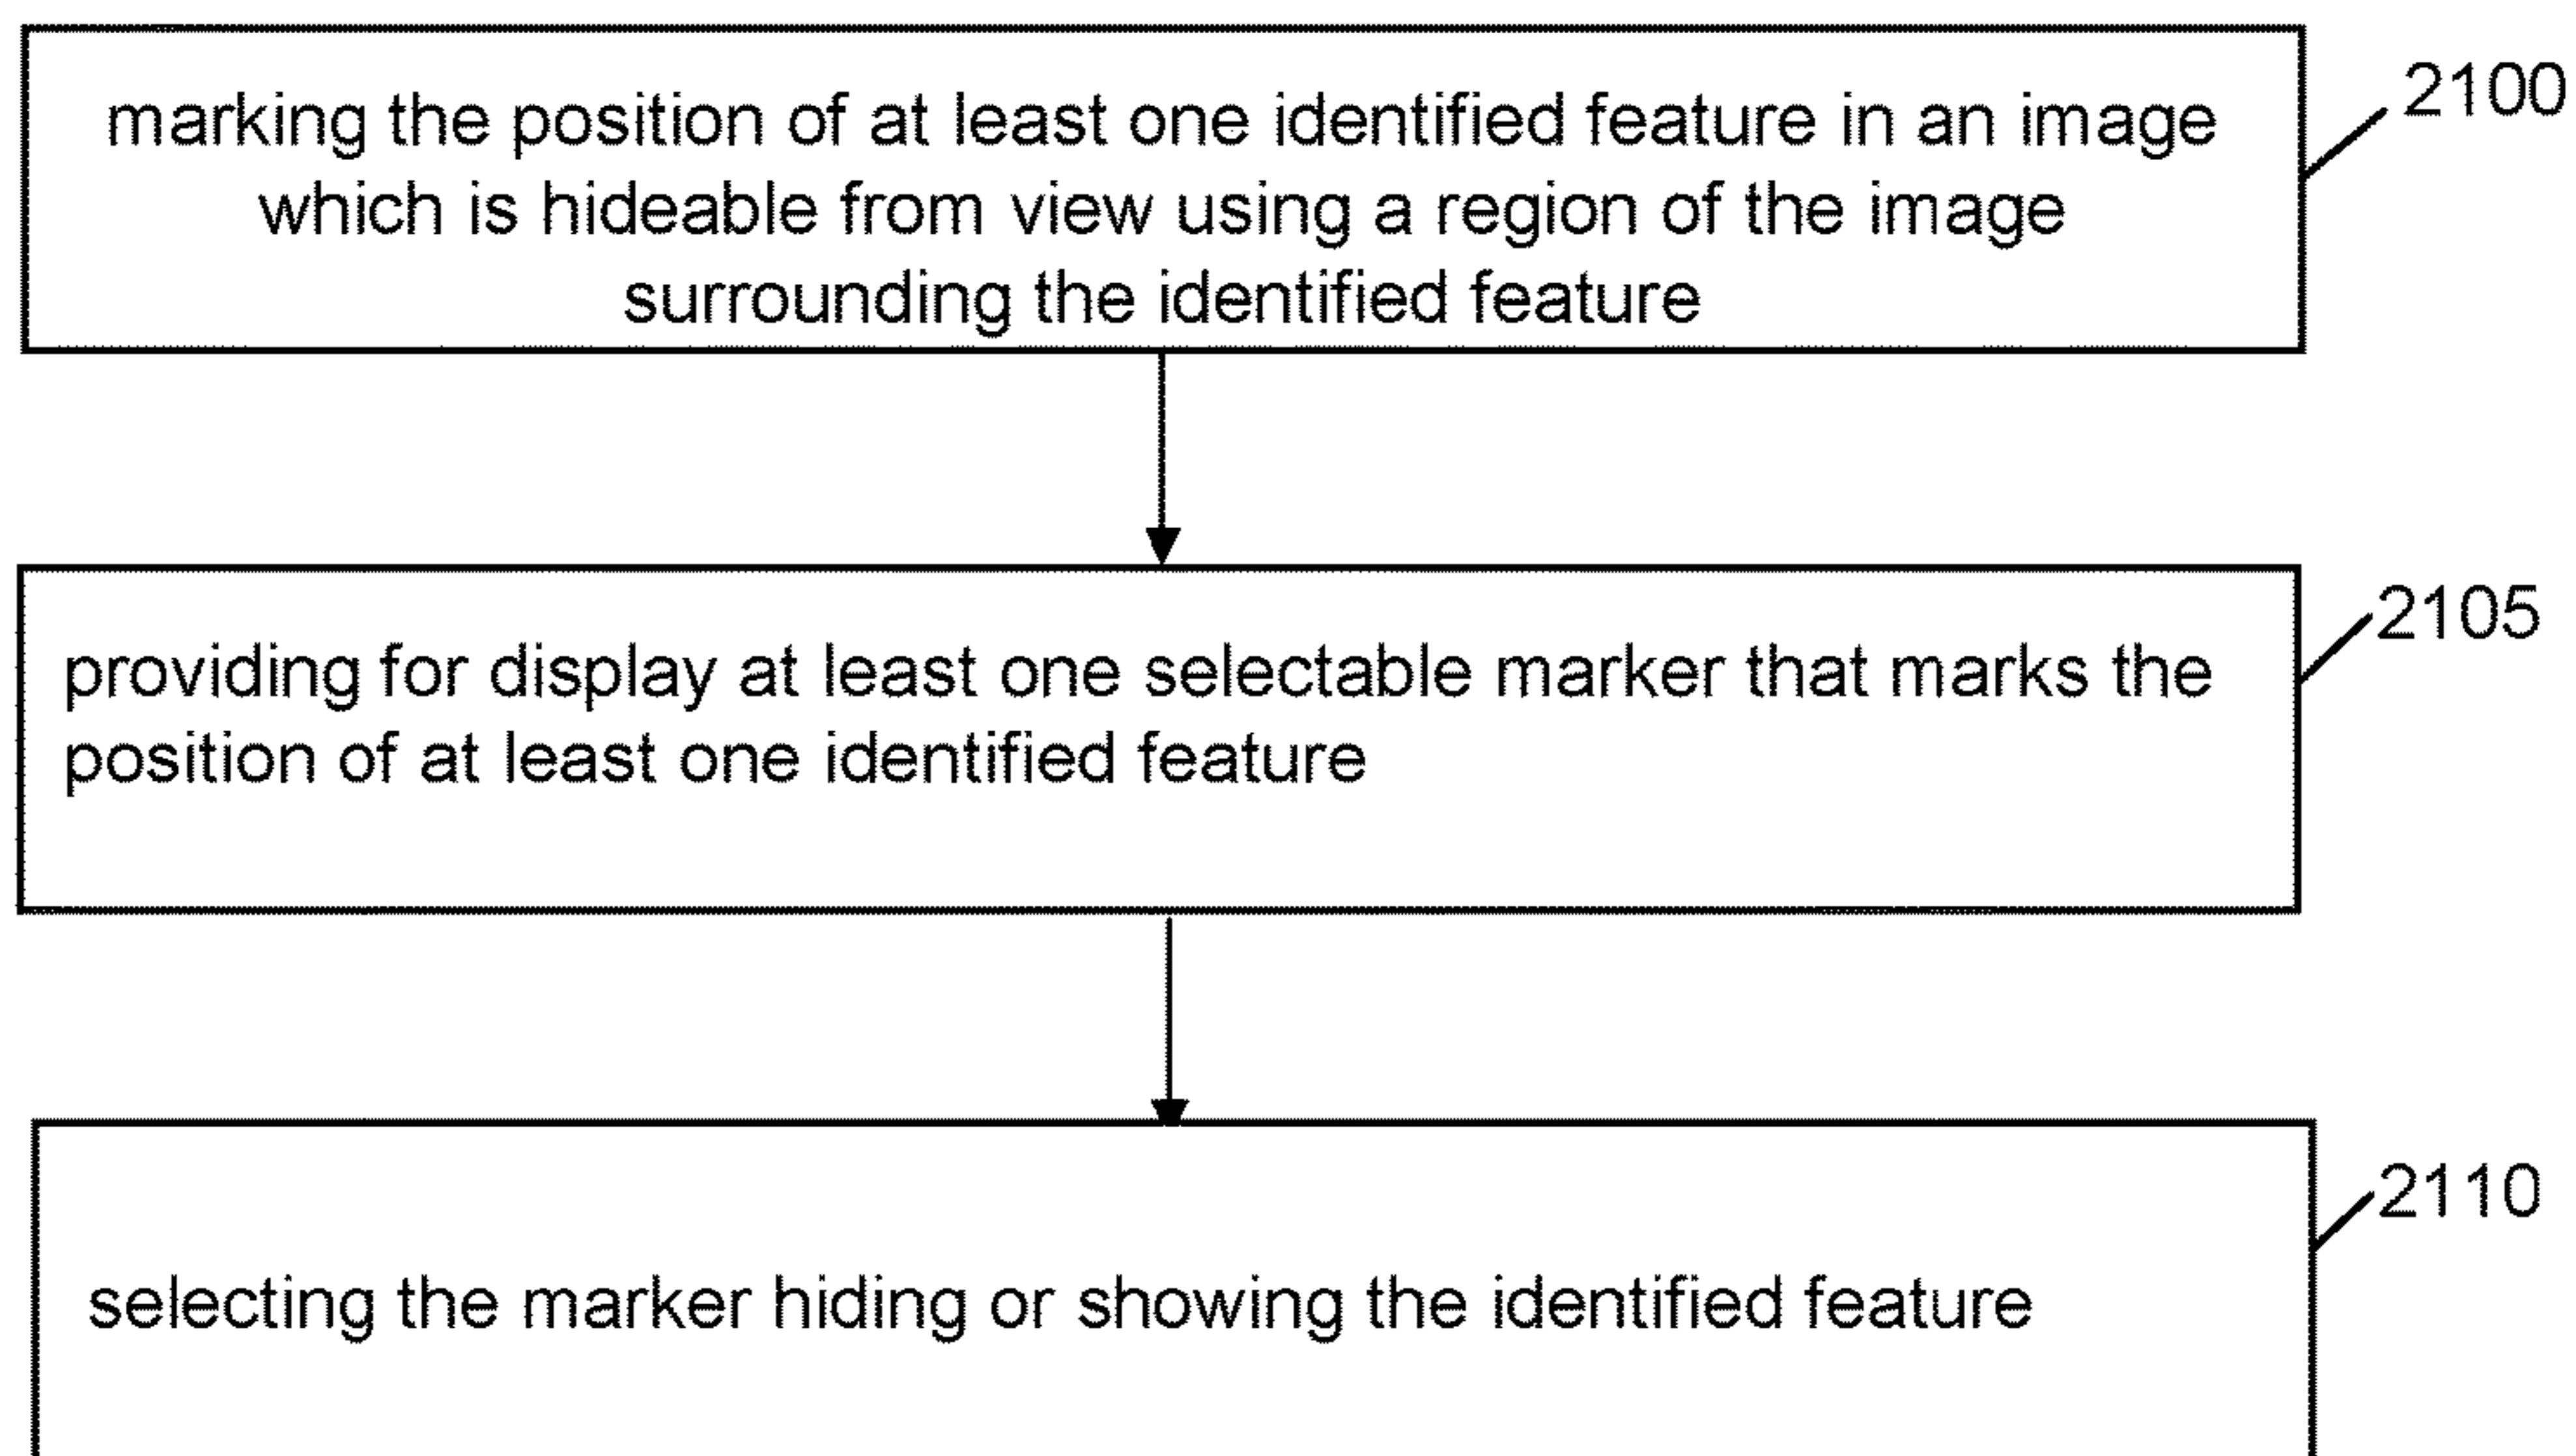 marking the position of at least one identified feature in an image
which is hideable from view using a region of the image
surrounding the identified feature
2100
providing for display at least one selectable marker that marks the
position of at least one identified feature
2105
selecting the marker hiding or showing the identified feature
2110